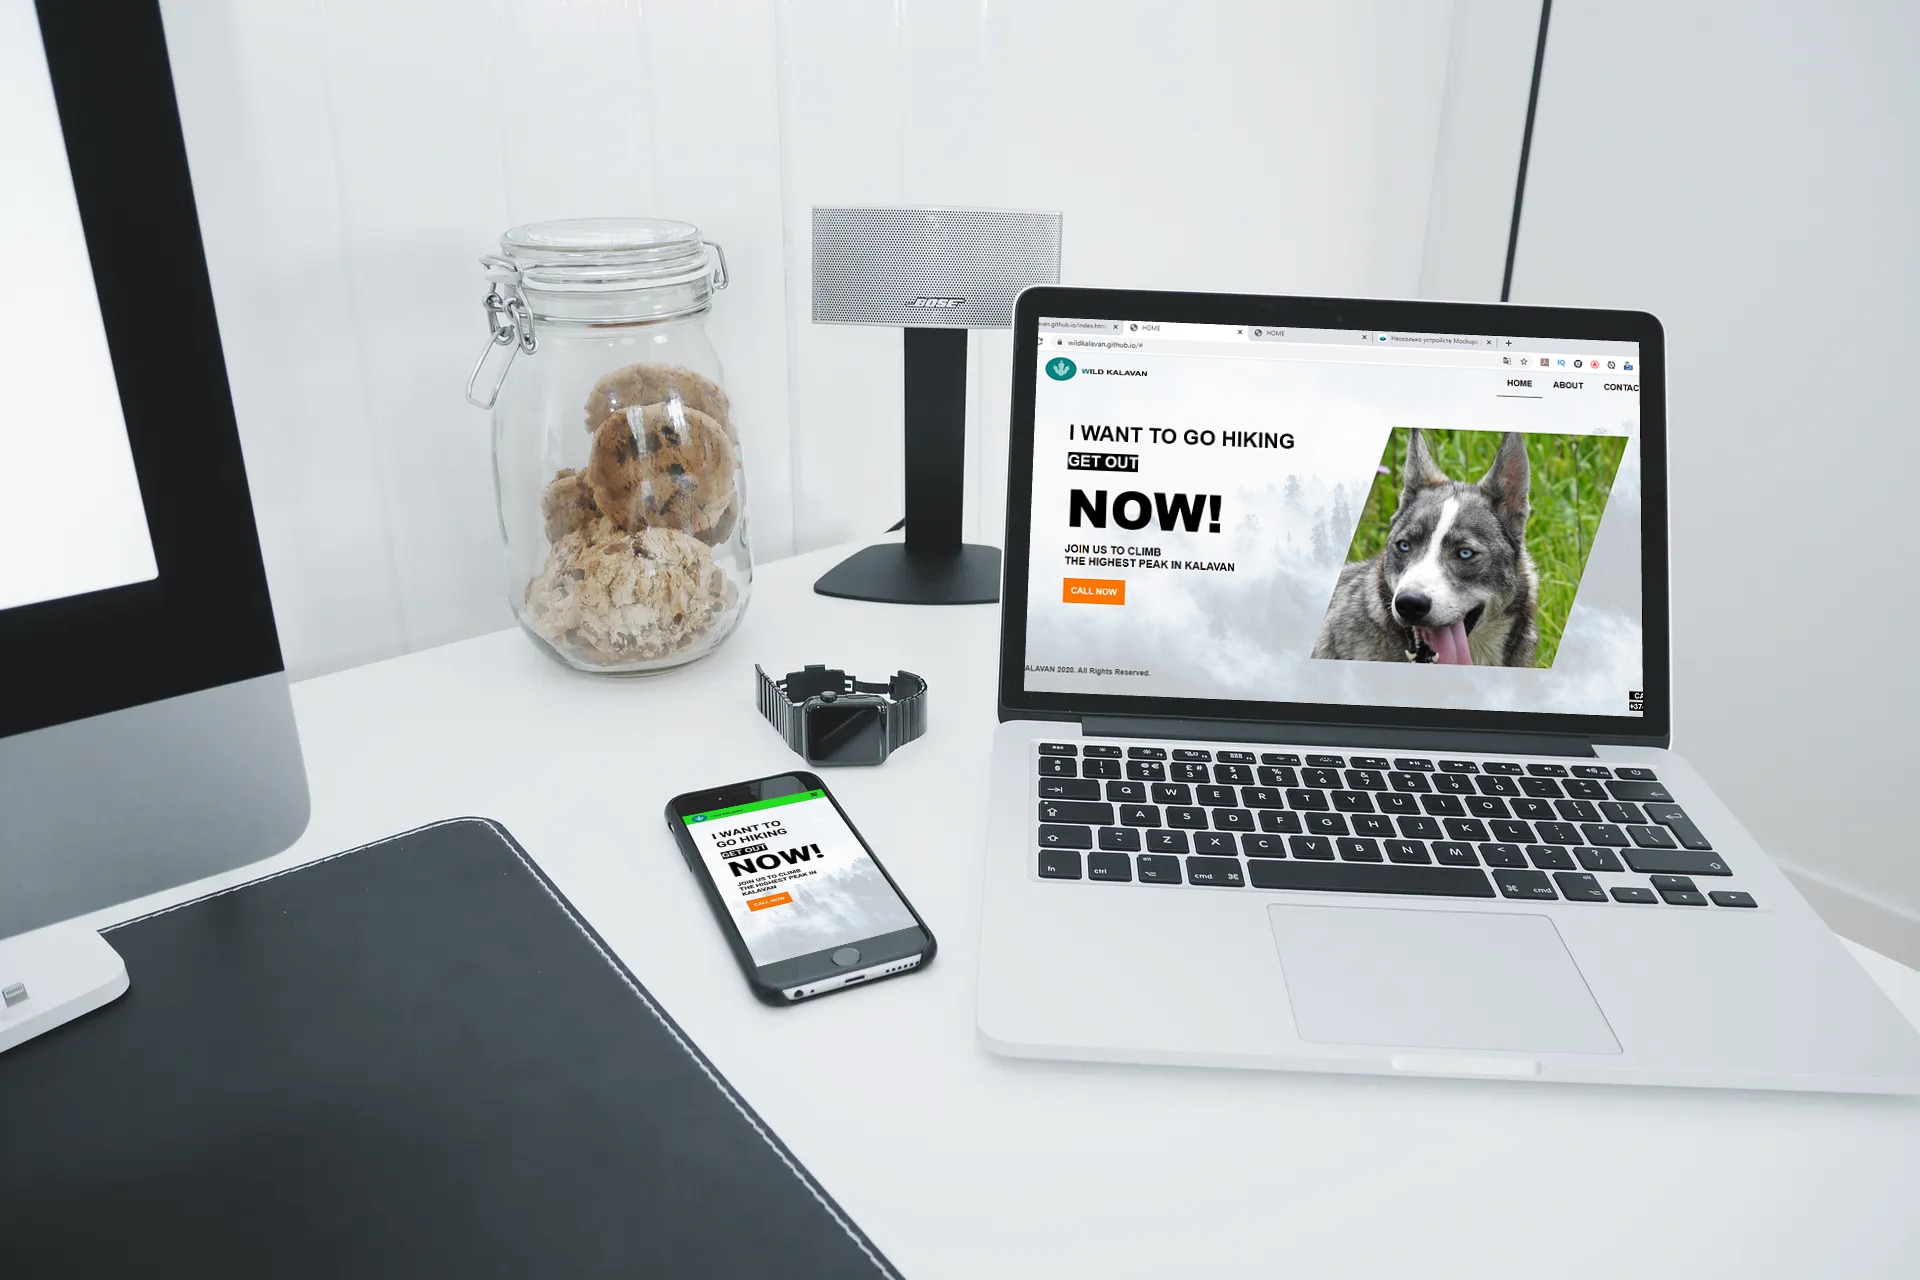 BOSE
van.github.io/index.html
HOME
HOME
Несколько устройств Mockups
wildkalavan.github.io/#
WILD KALAVAN
HOME
ABOUT
CONTAC
I WANT TO GO HIKING
GET OUT
NOW!
JOIN US TO CLIMB
THE HIGHEST PEAK IN KALAVAN
CALL NOW
ALAVAN 2020. All Rights Reserved.
CA
+37
I WANT TO
GO HIKING
GET OUT
NOW!
JOIN US TO CLIMB
THE HIGHEST PEAK IN
KALAVAN
CALL NOW
Q W E R T Y U I O P
A S D F G H J K L
Z X C V B N M
fn ctrl alt cmd cmd alt